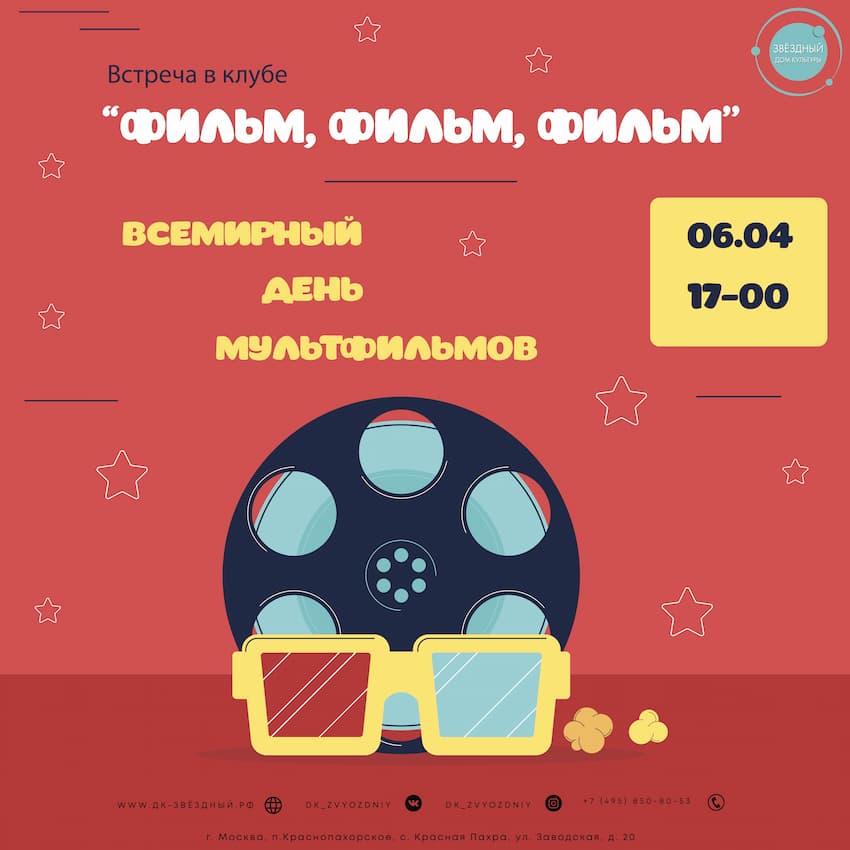 ЗВЁЗДНЫЙ
ДОМ КУЛЬТУРЫ
Встреча в клубе
“ФИЛЬМ, ФИЛЬМ, ФИЛЬМ”
ВСЕМИРНЫЙ
ДЕНЬ
МУЛЬТФИЛЬМОВ
06.04
17-00
WWW.ДК-ЗВЁЗДНЫЙ.РФ
DK_ZVYOZDNIY
DK_ZVYOZDNIY
+7 (495) 850-80-53
г. Москва, п.Краснопахорское, с. Красная Пахра, ул. Заводская, д. 20